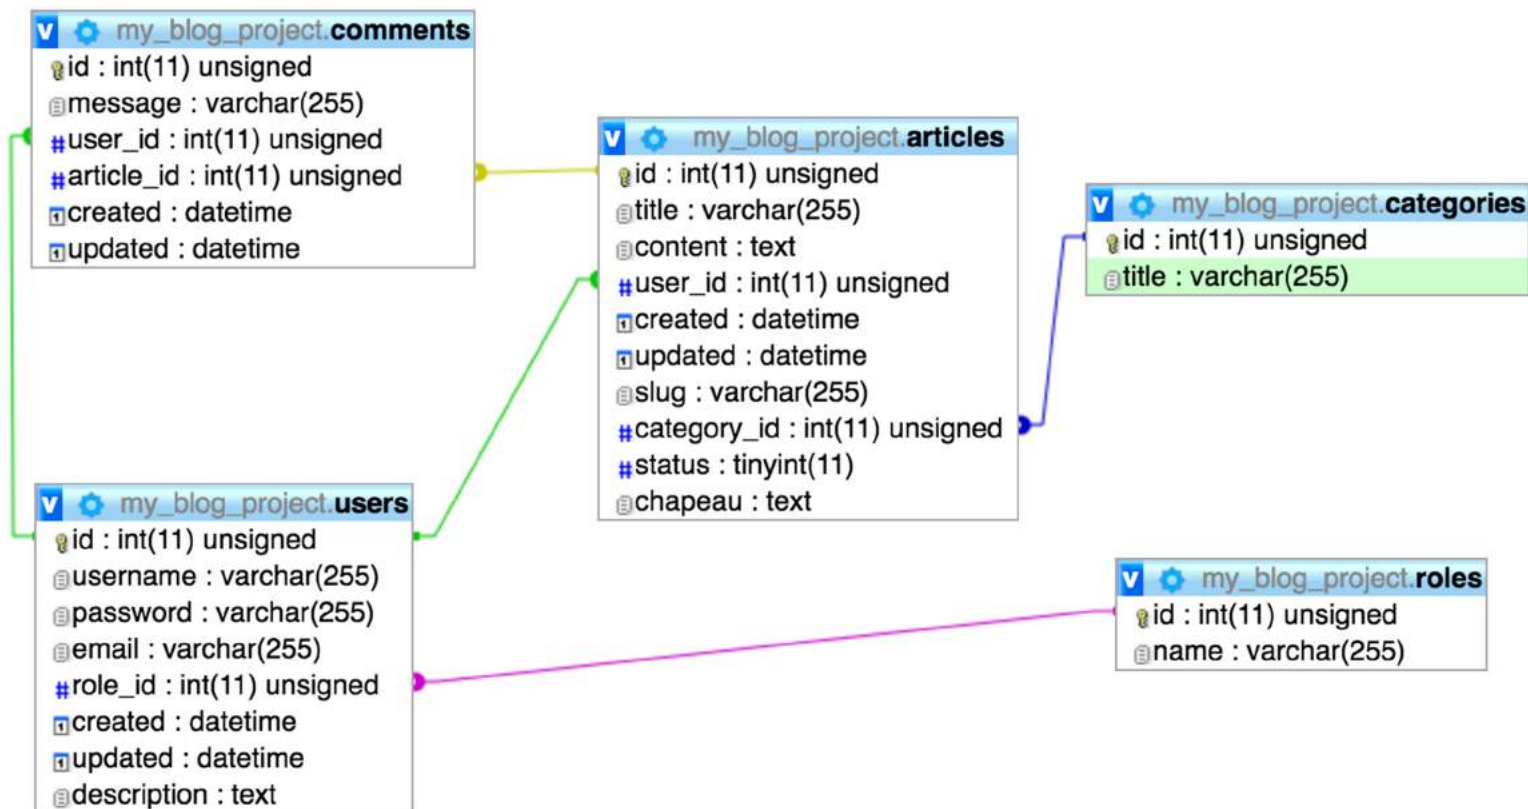 my_blog_project.comments
id : int(11) unsigned
message : varchar(255)
user_id : int(11) unsigned
article_id : int(11) unsigned
created : datetime
updated : datetime
my_blog_project.articles
id : int(11) unsigned
title : varchar(255)
content : text
user_id : int(11) unsigned
created : datetime
updated : datetime
slug : varchar(255)
category_id : int(11) unsigned
status : tinyint(11)
chapeau : text
my_blog_project.categories
id : int(11) unsigned
title : varchar(255)
my_blog_project.users
id : int(11) unsigned
username : varchar(255)
password : varchar(255)
email : varchar(255)
role_id : int(11) unsigned
created : datetime
updated : datetime
description : text
my_blog_project.roles
id : int(11) unsigned
name : varchar(255)